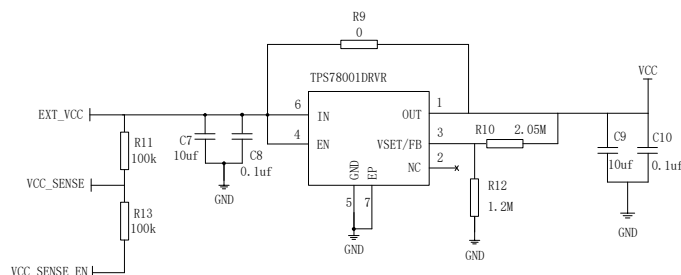 R9
0
TPS78001DRVR
VCC
EXT_VCC
6
IN
OUT
1
4
EN
VSET/FB
3
R10
2.05M
NC
2
GND
EP
5
7
GND
R11
100k
C7
10uf
C8
0.1uf
GND
VCC_SENSE
R13
100k
VCC_SENSE_EN
R12
1.2M
GND
C9
10uf
C10
0.1uf
GND